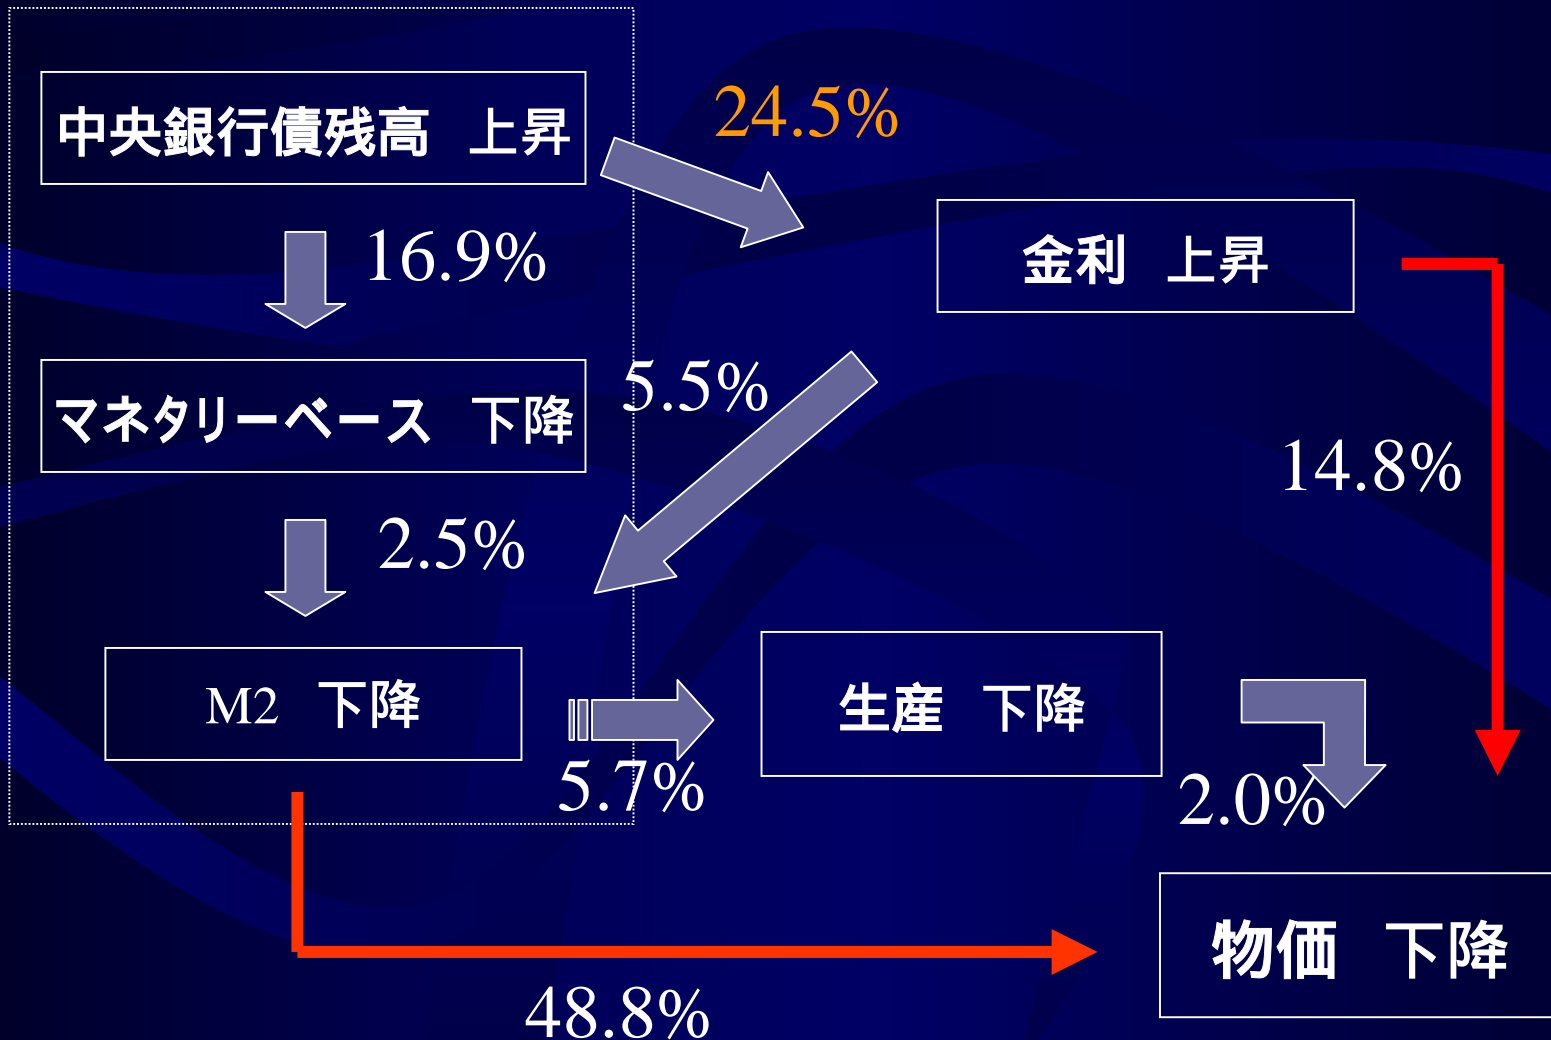 中央銀行債残高　上昇
24.5%
16.9%
金利　上昇
マネタリーベース　下降
5.5%
14.8%
2.5%
M2　下降
生産　下降
5.7%
2.0%
物価　下降
48.8%